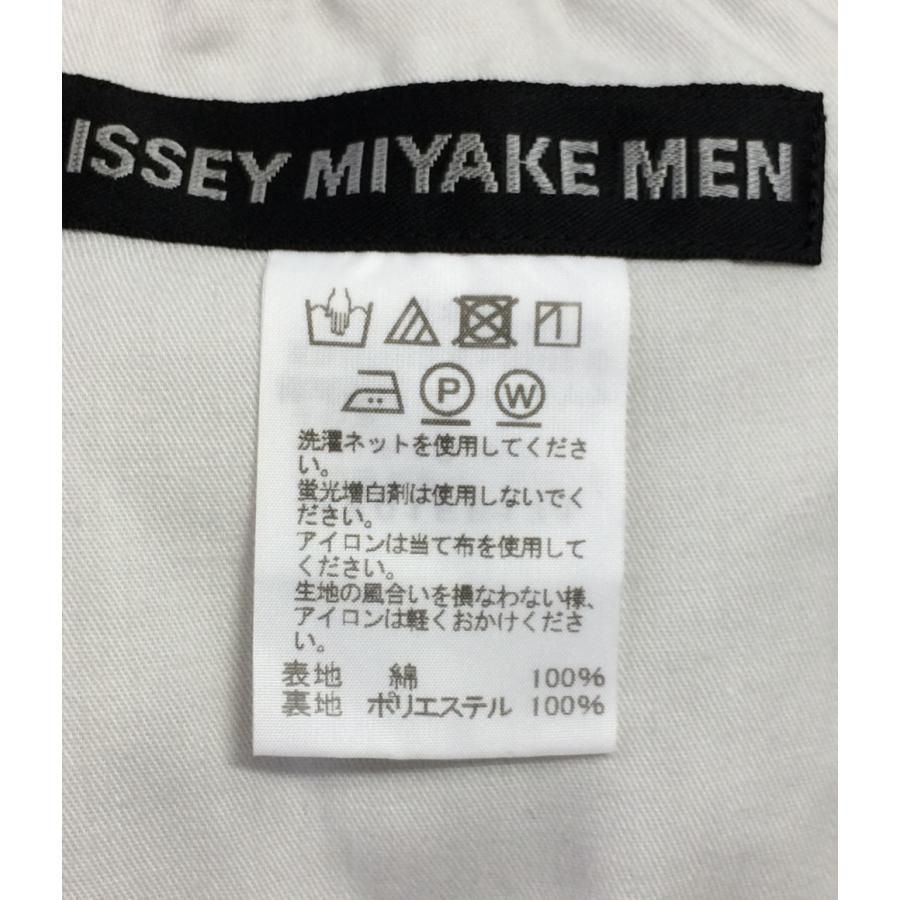 ISSEY MIYAKE MEN
P W
洗濯ネットを使用してくださ
い。
蛍光増白剤は使用しないでく
ださい。
アイロンは当て布を使用して
ください。
生地の風合いを損なわない様、
アイロンは軽くおかけくださ
い。
表地 綿 100%
裏地 ポリエステル 100%